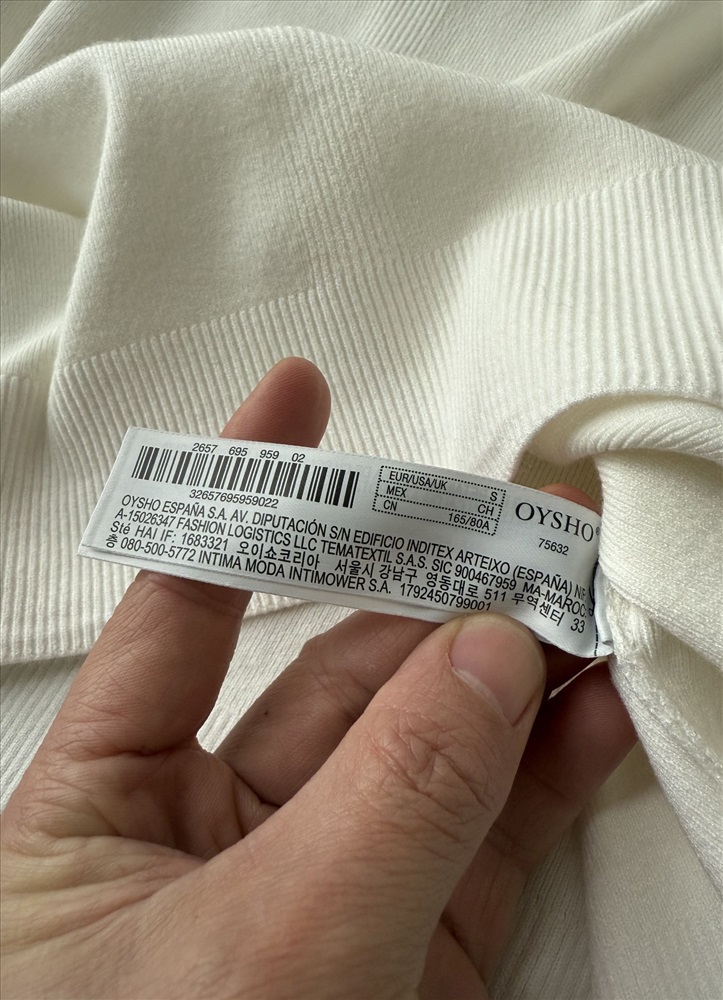 2657 695 959 02
32657695959022
EUR/USA/UK S
MEX CH
CN 165/80A
OYSHO®
75632
OYSHO ESPAÑA S.A. AV. DIPUTACIÓN S/N EDIFICIO INDITEX ARTEIXO (ESPAÑA) NIF
A-15026347 FASHION LOGISTICS LLC TEMATEXTIL S.A.S. SIC 900467959 MA-MAROC:
Sté HAI IF: 1683321 오이쇼코리아 서울시 강남구 영동대로 511 무역센터 33
층 080-500-5772 INTIMA MODA INTIMOWER S.A. 1792450799001